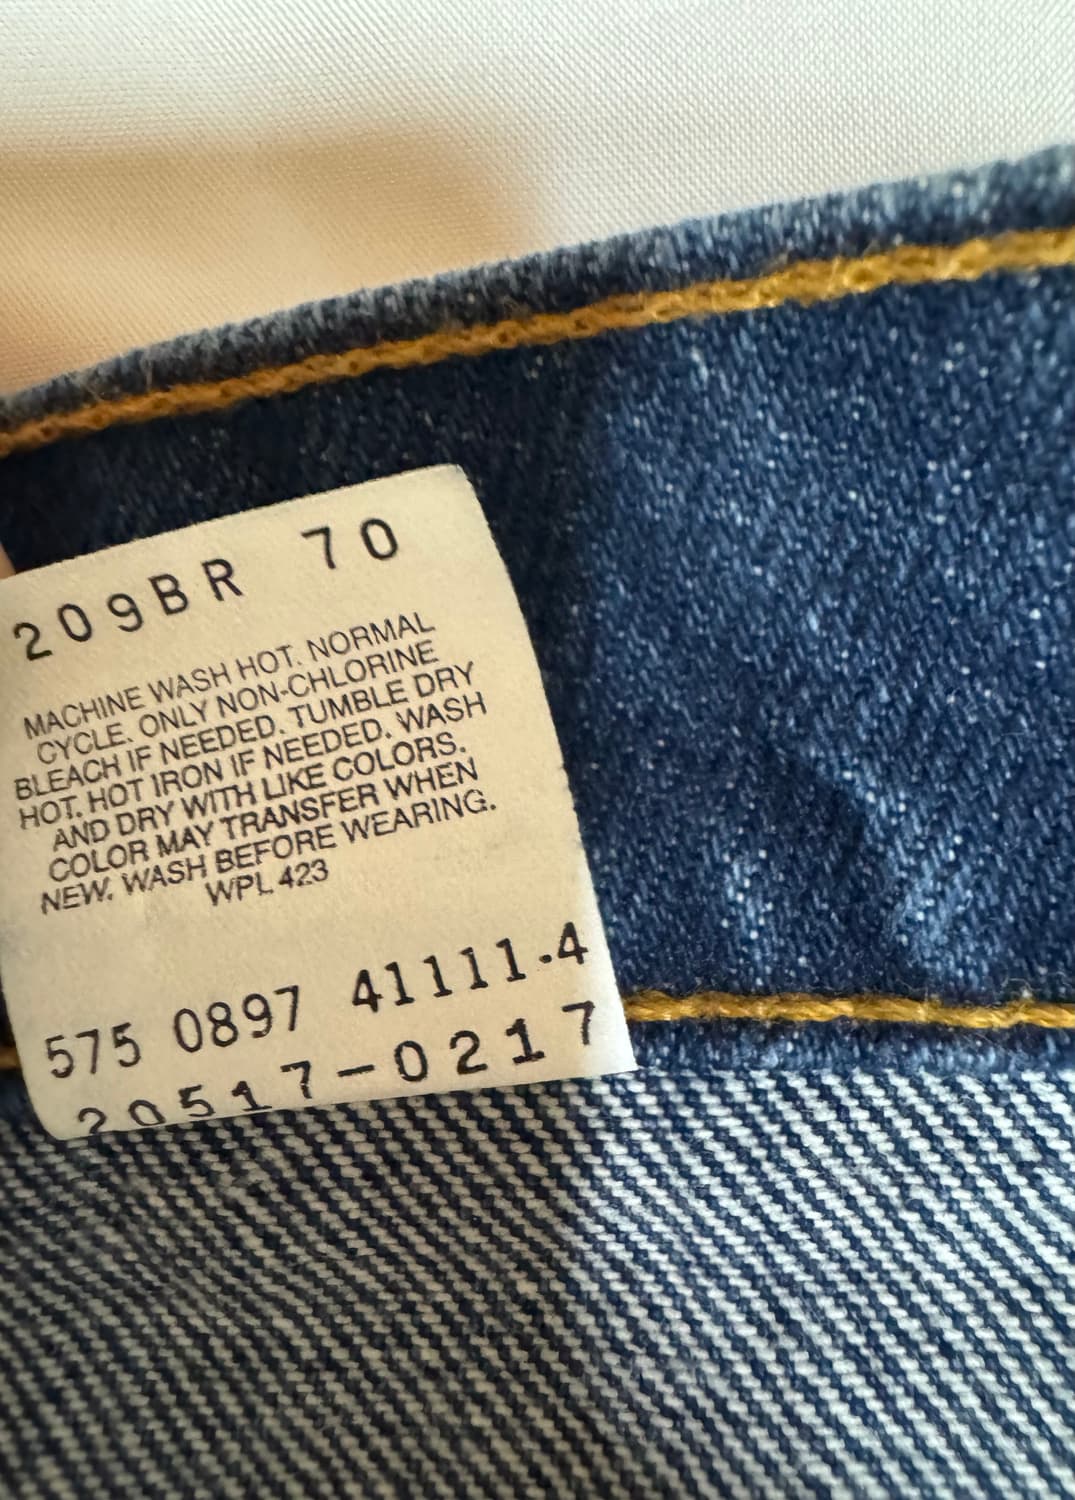 209BR 70
MACHINE WASH HOT. NORMAL
CYCLE. ONLY NON-CHLORINE
BLEACH IF NEEDED. TUMBLE DRY
HOT. HOT IRON IF NEEDED. WASH
AND DRY WITH LIKE COLORS.
COLOR MAY TRANSFER WHEN
NEW. WASH BEFORE WEARING.
WPL 423
575 0897 41111.4
20517-0217